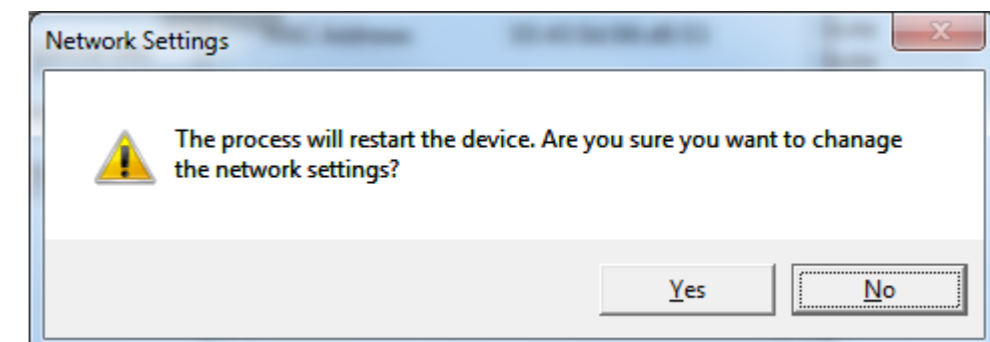 Network Settings
The process will restart the device. Are you sure you want to chanage
the network settings?
Yes
No